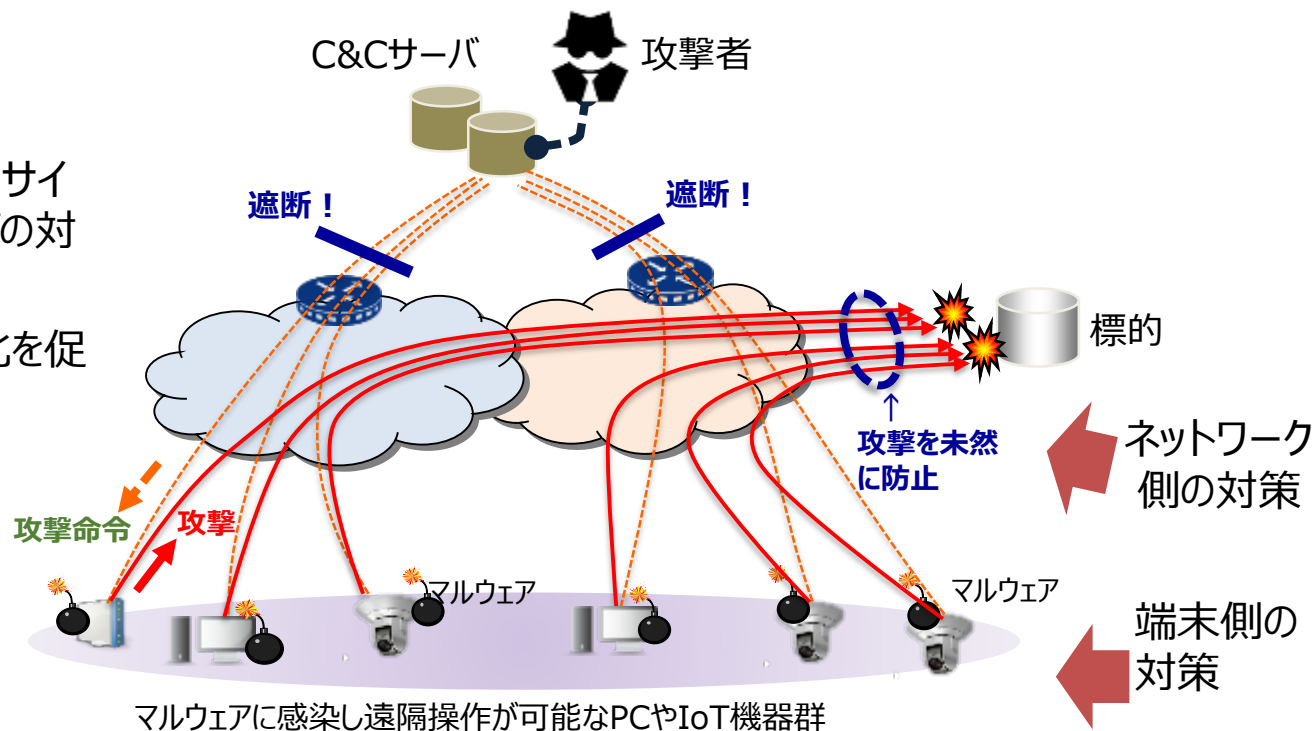 C&Cサーバ
攻撃者
サイ
の対
化を促
遮断！
遮断！
標的
↑
攻撃を未然
に防止
ネットワーク
側の対策
攻撃命令
攻撃
マルウェア
マルウェア
端末側の
対策
マルウェアに感染し遠隔操作が可能なPCやIoT機器群